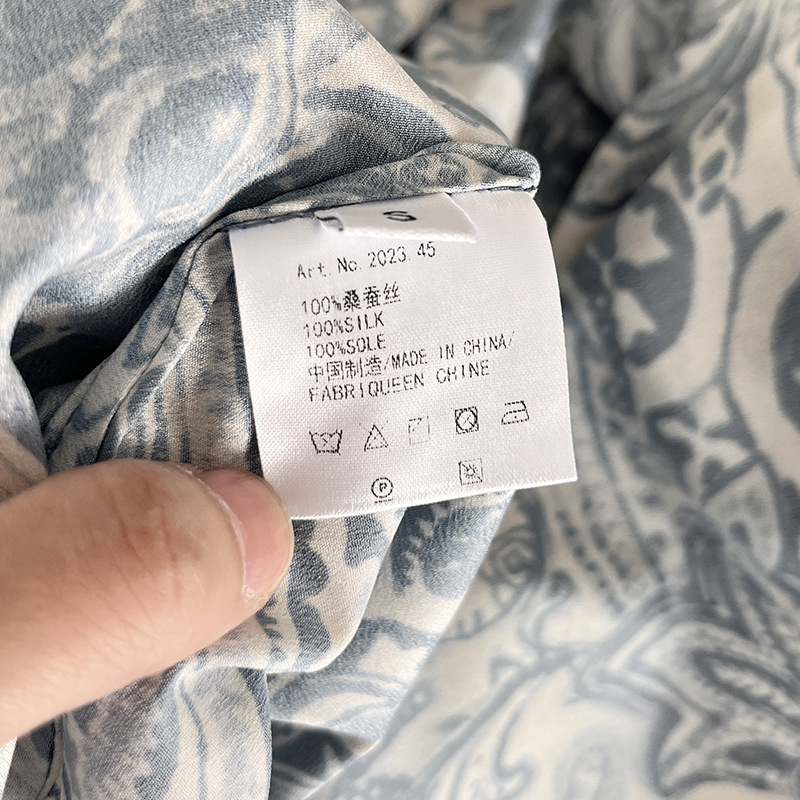 S
Art. No. 2023.45
100%桑蚕丝
100%SILK
100%SOLE
中国制造/MADE IN CHINA/
FABRIQUEEN CHINE
P